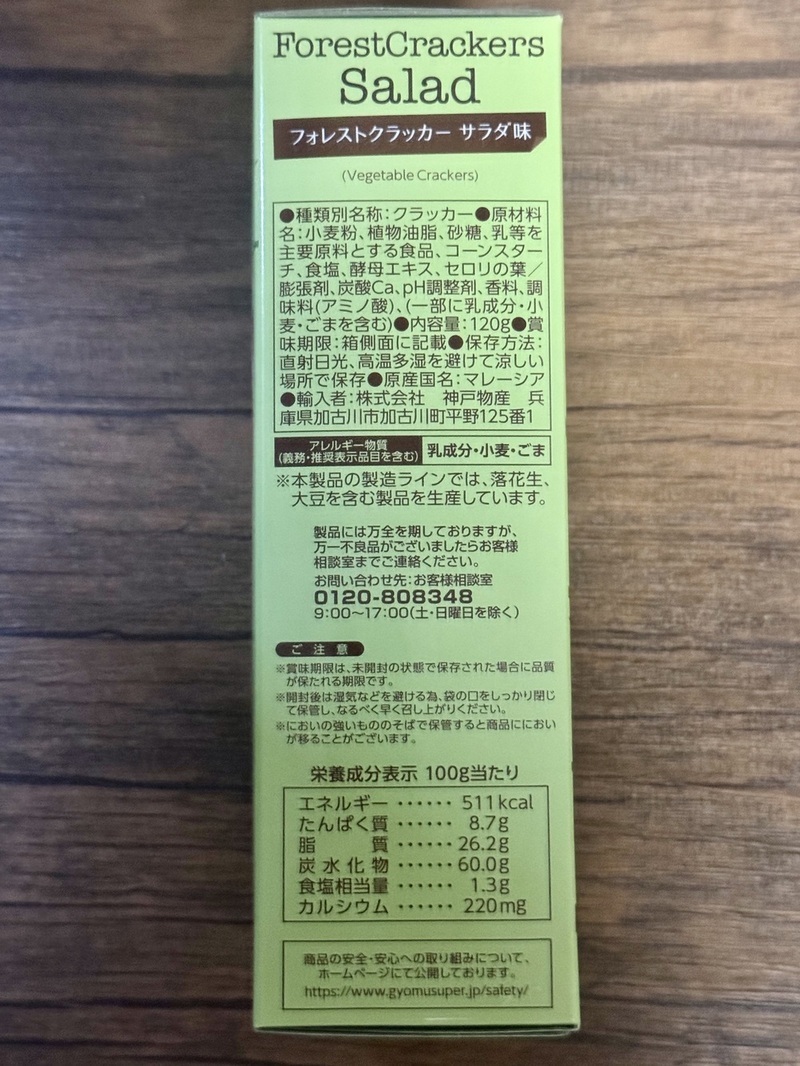 ForestCrackers
Salad
フォレストクラッカー サラダ味
(Vegetable Crackers)
●種類別名称:クラッカー●原材料
名:小麦粉、植物油脂、砂糖、乳等を
主要原料とする食品、コーンスター
チ、食塩、酵母エキス、セロリの葉/
膨張剤、炭酸Ca、pH調整剤、香料、調
味料(アミノ酸)、(一部に乳成分・小
麦・ごまを含む)●内容量:120g●賞
味期限:箱側面に記載●保存方法:
直射日光、高温多湿を避けて涼しい
場所で保存●原産国名:マレーシア
●輸入者:株式会社 神戸物産 兵
庫県加古川市加古川町平野125番1
アレルギー物質
(義務・推奨表示品目を含む)
乳成分・小麦・ごま
※本製品の製造ラインでは、落花生、
大豆を含む製品を生産しています。
製品には万全を期しておりますが、
万一不良品がございましたらお客様
相談室までご連絡ください。
お問い合わせ先:お客様相談室
0120-808348
9:00〜17:00(土・日曜日を除く)
ご注意
※賞味期限は、未開封の状態で保存された場合に品質
が保たれる期限です。
※開封後は湿気などを避ける為、袋の口をしっかり閉じ
て保管し、なるべく早く召し上がりください。
※においの強いもののそばで保管すると商品ににおい
が移ることがございます。
栄養成分表示 100g当たり
エネルギー ‥‥‥ 511kcal
たんぱく質 ‥‥‥ 8.7g
脂質 ‥‥‥ 26.2g
炭水化物 ‥‥‥ 60.0g
食塩相当量 ‥‥‥ 1.3g
カルシウム ‥‥‥ 220mg
商品の安全・安心への取り組みについて、
ホームページにて公開しております。
https://www.gyomusuper.jp/safety/